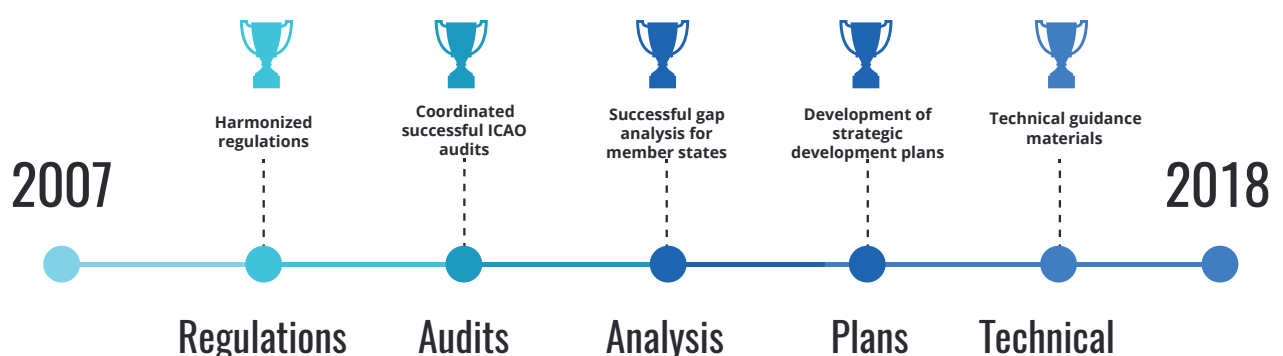 Harmonized
regulations
Coordinated
successful ICAO
audits
Successful gap
analysis for
member states
Development of
strategic
development plans
Technical guidance
materials
2007
2018
Regulations
Audits
Analysis
Plans
Technical